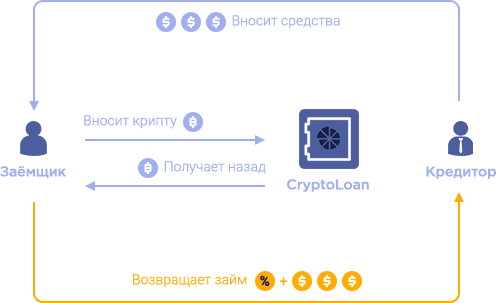 $ $ $ Вносит средства
Вносит крипту ₿
₿ Получает назад
Заёмщик
CryptoLoan
Кредитор
Возвращает займ % + $ $ $